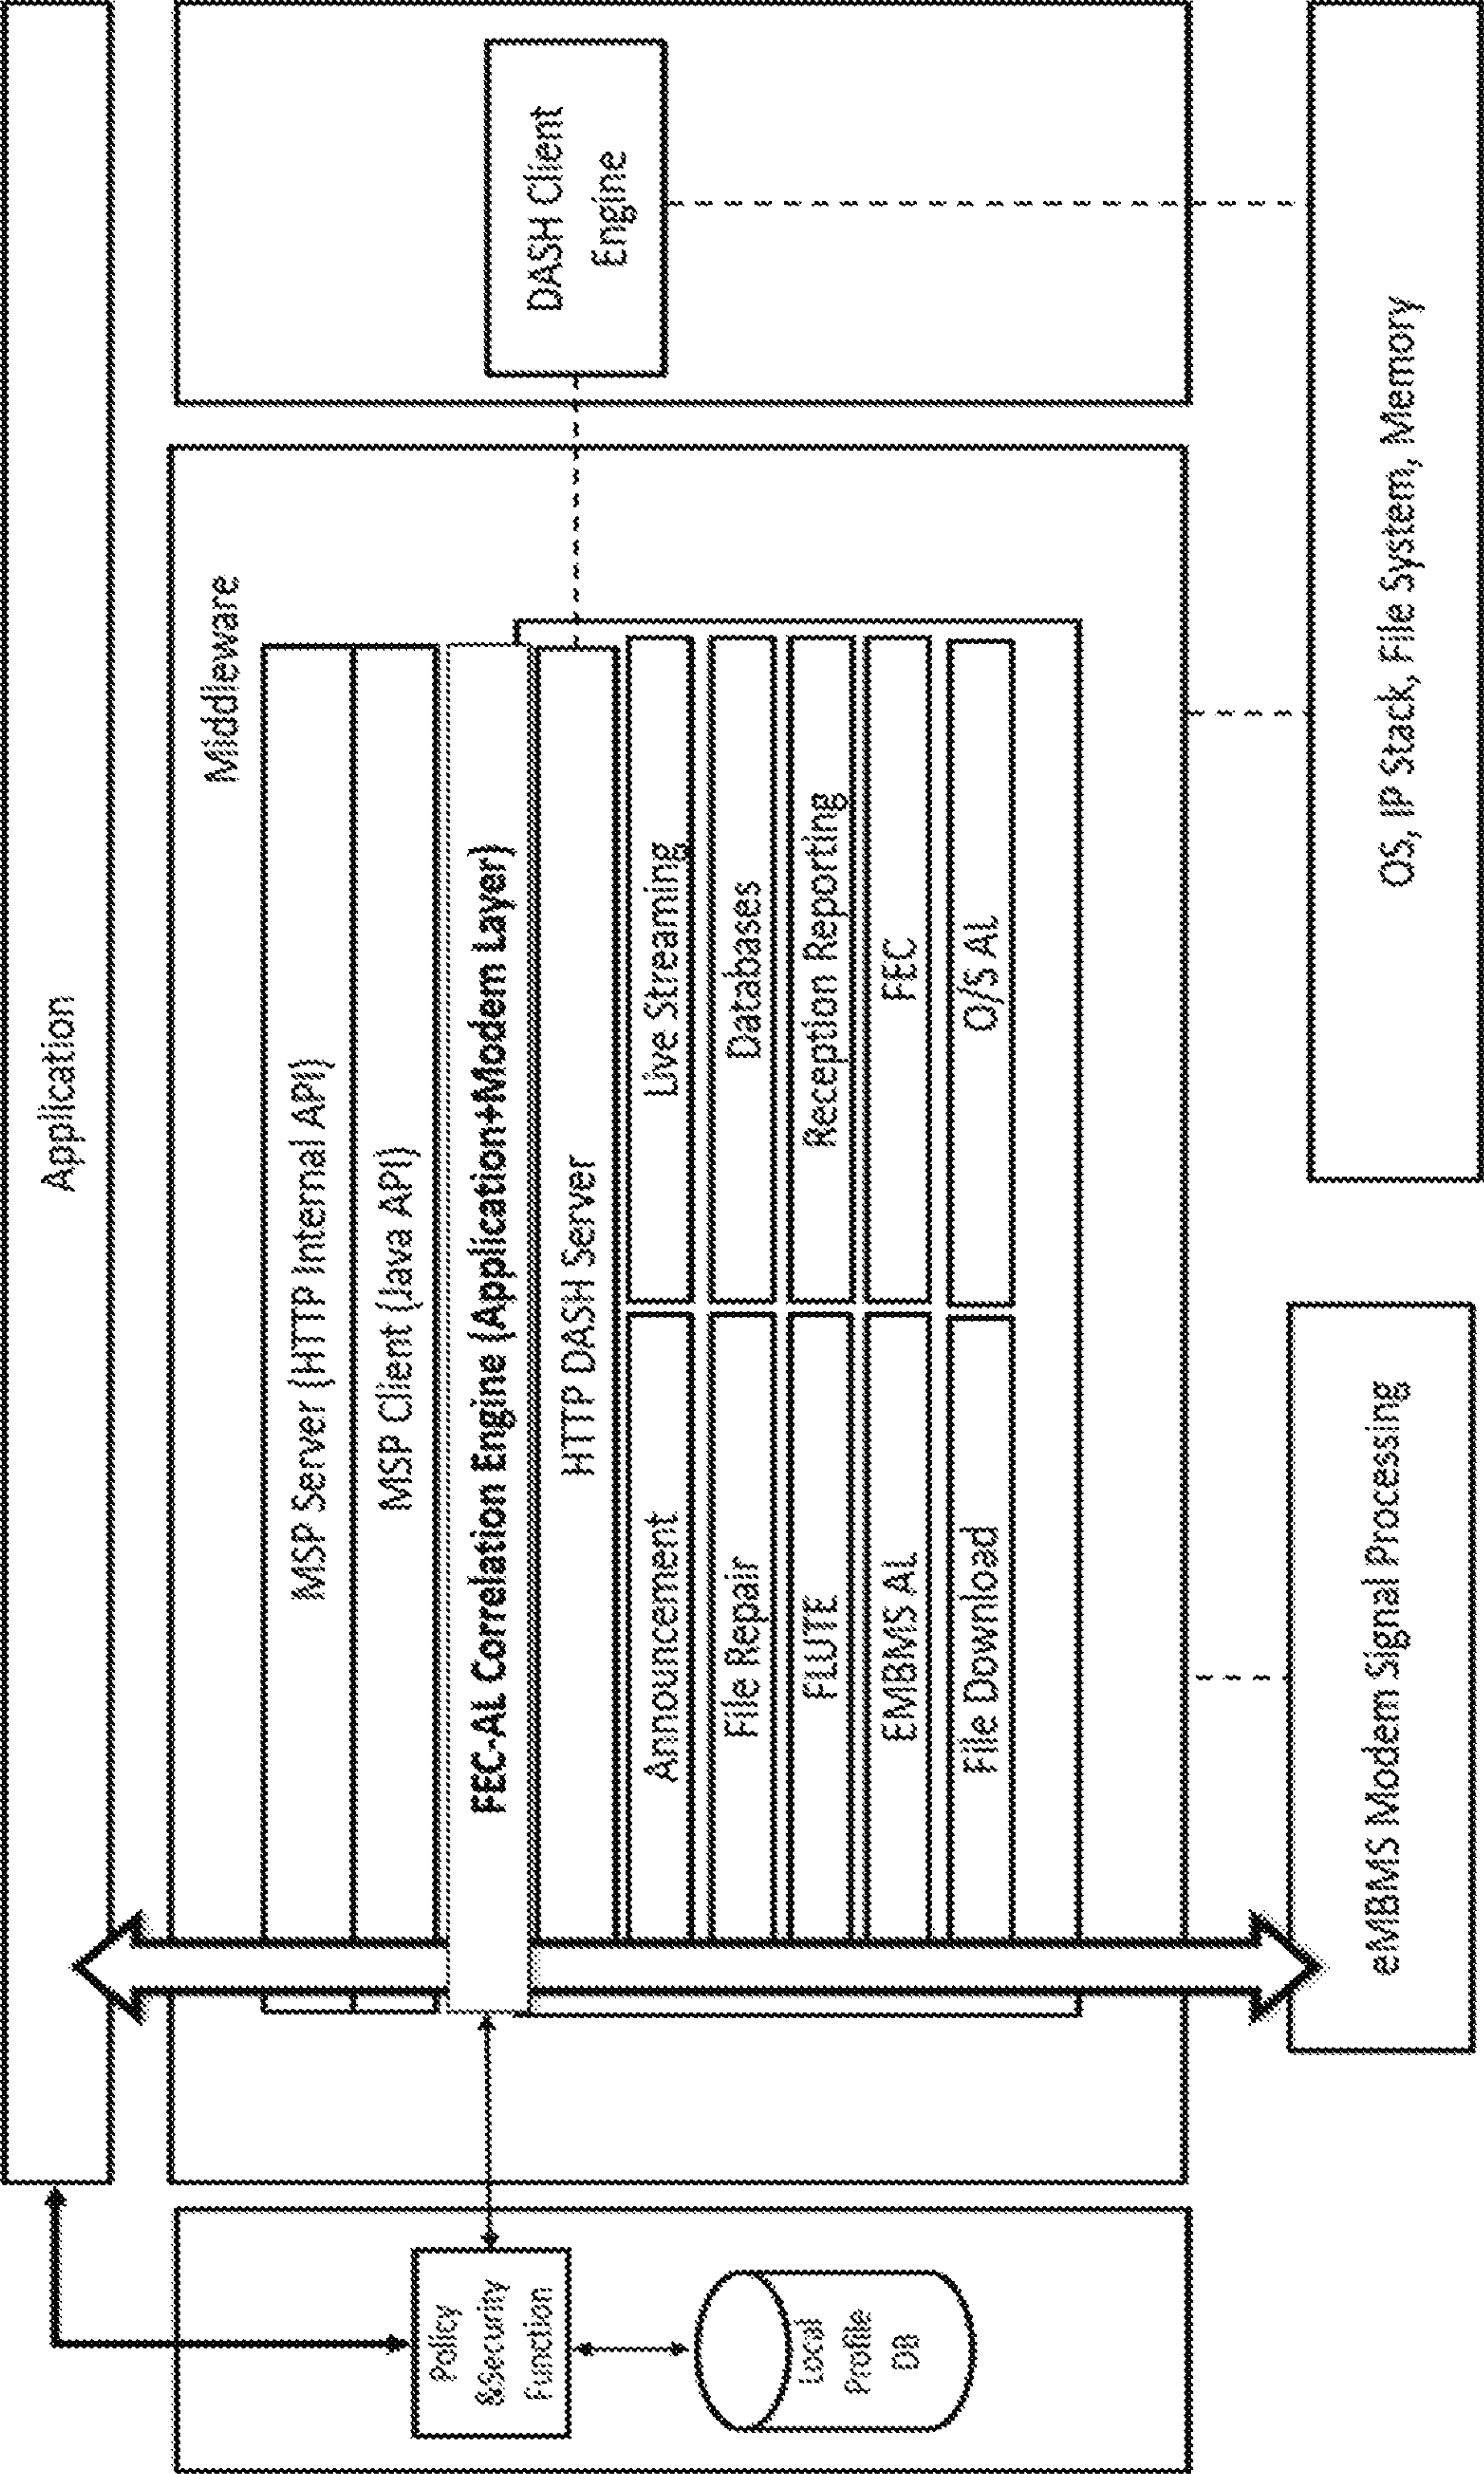 Application
Middleware
MSP Server (HTTP Internal API)
MSP Client (Java API)
FEC-AL Correlation Engine (Application+Modem Layer)
HTTP DASH Server
Announcement
Live Streaming
File Repair
Databases
FLUTE
Reception Reporting
EMBMS AL
FEC
File Download
O/S AL
Policy
&Security
Function
Local
Profile
DB
DASH Client
Engine
eMBMS Modem Signal Processing
OS, IP Stack, File System, Memory